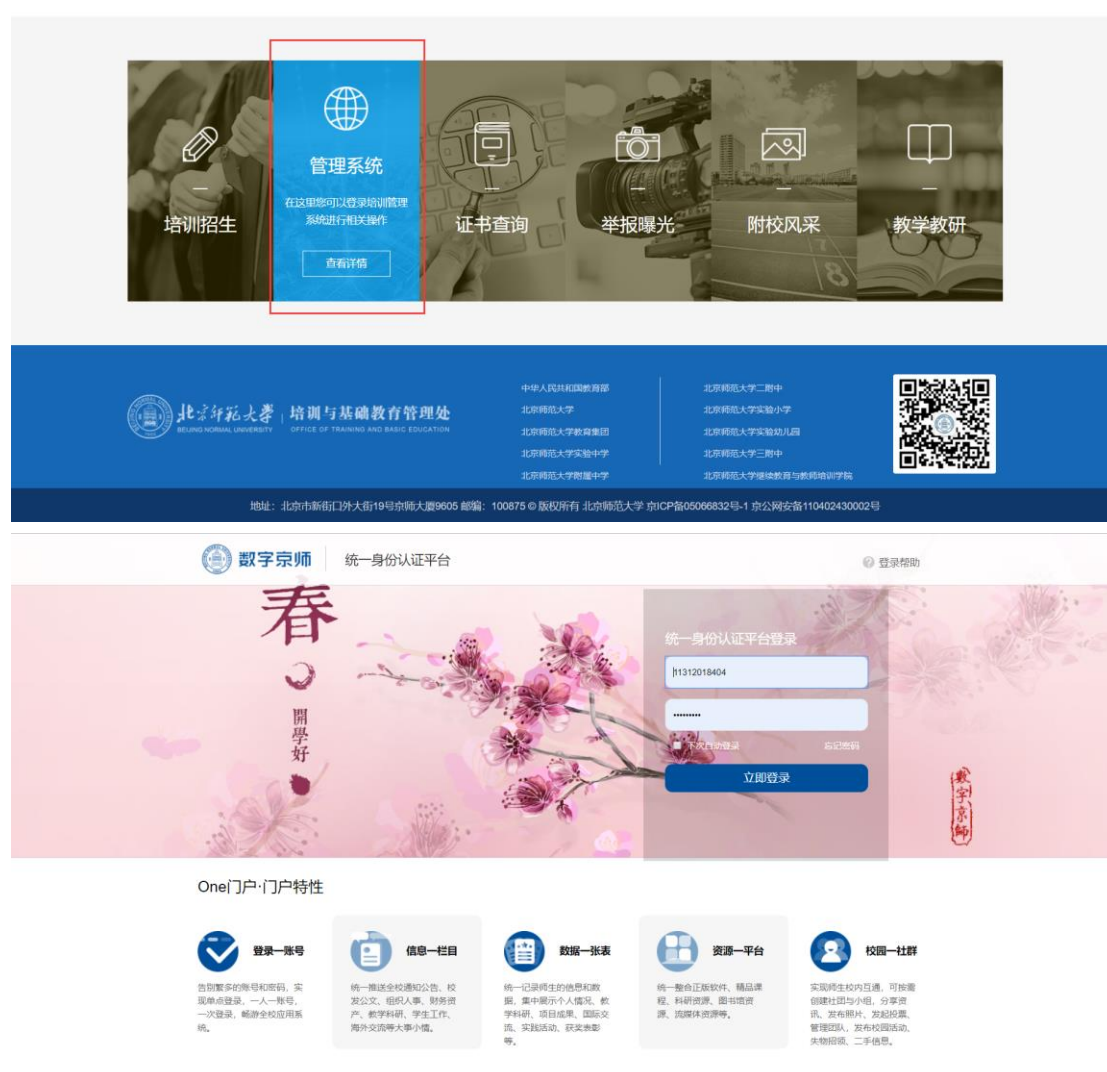 管理系统
在这里您可以登录培训管理
系统进行相关操作
查看详情
培训招生
证书查询
举报曝光
附校风采
教学教研
北京师范大学
BEIJING NORMAL UNIVERSITY
培训与基础教育管理处
OFFICE OF TRAINING AND BASIC EDUCATION
中华人民共和国教育部
北京师范大学
北京师范大学教育集团
北京师范大学实验中学
北京师范大学附属中学
北京师范大学二附中
北京师范大学实验小学
北京师范大学实验幼儿园
北京师范大学三附中
北京师范大学继续教育与教师培训学院
地址：北京市新街口外大街19号京师大厦9605 邮编：100875 © 版权所有 北京师范大学 京ICP备05066832号-1 京公网安备110402430002号
数字京师
统一身份认证平台
登录帮助
春
開學好
统一身份认证平台登录
11312018404
•••••••••
下次自动登录
忘记密码
立即登录
數字京師
One门户·门户特性
登录一账号
告别繁多的账号和密码，实
现单点登录，一人一账号，
一次登录，畅游全校应用系
统。
信息一栏目
统一推送全校通知公告、校
发公文、组织人事、财务资
产、教学科研、学生工作、
海外交流等大事小情。
数据一张表
统一记录师生的信息和数
据，集中展示个人情况、教
学科研、项目成果、国际交
流、实践活动、获奖表彰
等。
资源一平台
统一整合正版软件、精品课
程、科研资源、图书馆资
源、流媒体资源等。
校园一社群
实现师生校内互通，可按需
创建社团与小组，分享资
讯、发布照片、发起投票、
管理团队，发布校园活动、
失物招领、二手信息。